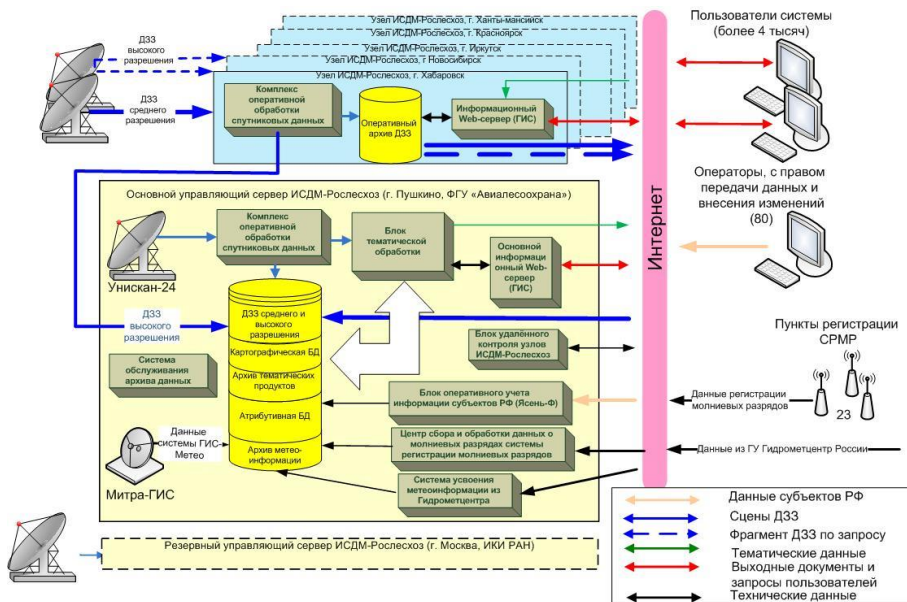 Узел ИСДМ-Рослесхоз, г. Ханты-мансийск
Узел ИСДМ-Рослесхоз, г. Красноярск
Узел ИСДМ-Рослесхоз, г. Иркутск
Узел ИСДМ-Рослесхоз, г Новосибирск
Узел ИСДМ-Рослесхоз, г. Хабаровск
ДЗЗ
высокого
разрешения
ДЗЗ
среднего
разрешения
Комплекс
оперативной
обработки
спутниковых данных
Оперативный
архив ДЗЗ
Информационный
Web-сервер (ГИС)
Интернет
Пользователи системы
(более 4 тысяч)
Операторы, с правом
передачи данных и
внесения изменений
(80)
Основной управляющий сервер ИСДМ-Рослесхоз (г. Пушкино, ФГУ «Авиалесоохрана»)
Унискан-24
Комплекс
оперативной
обработки
спутниковых данных
Блок
тематической
обработки
Основной
информац
ионный Web-
сервер
(ГИС)
ДЗЗ
высокого
разрешения
ДЗЗ среднего и
высокого
разрешения
Картографическая БД
Архив тематических
продуктов
Атрибутивная БД
Архив метео-
информации
Система
обслуживания
архива данных
Блок удалённого
контроля узлов
ИСДМ-Рослесхоз
Блок оперативного учета
информации субъектов РФ (Ясень-Ф)
Центр сбора и обработки данных о
молниевых разрядах системы
регистрации молниевых разрядов
Система усвоения
метеоинформации из
Гидрометцентра
Данные
системы ГИС-
Метео
Митра-ГИС
Пункты регистрации
СРМР
23
Данные регистрации
молниевых разрядов
Данные из ГУ Гидрометцентр России
Резервный управляющий сервер ИСДМ-Рослесхоз (г. Москва, ИКИ РАН)
Данные субъектов РФ
Сцены ДЗЗ
Фрагмент ДЗЗ по запросу
Тематические данные
Выходные документы и
запросы пользователей
Технические данные